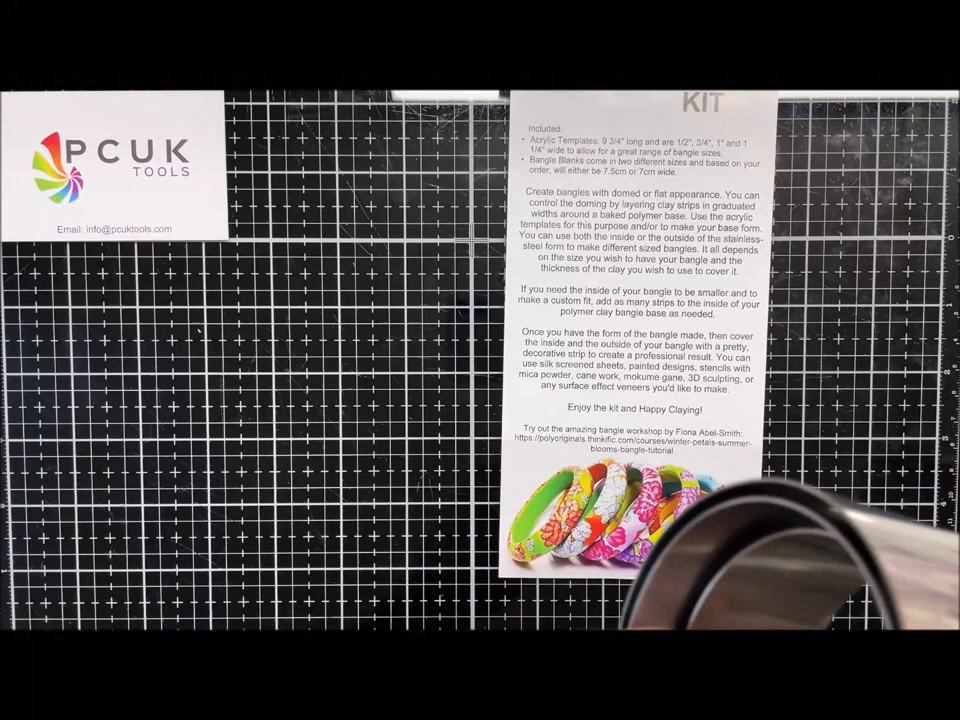 PCUK
TOOLS
Email: info@pcuktools.com
KIT
Included:
• Acrylic Templates: 9 3/4" long and are 1/2", 3/4", 1" and 1
1/4" wide to allow for a great range of bangle sizes.
• Bangle Blanks come in two different sizes and based on your
order, will either be 7.5cm or 7cm wide.
Create bangles with domed or flat appearance. You can
control the doming by layering clay strips in graduated
widths around a baked polymer base. Use the acrylic
templates for this purpose and/or to make your base form.
You can use both the inside or the outside of the stainless-
steel form to make different sized bangles. It all depends
on the size you wish to have your bangle and the
thickness of the clay you wish to use to cover it.
If you need the inside of your bangle to be smaller and to
make a custom fit, add as many strips to the inside of your
polymer clay bangle base as needed.
Once you have the form of the bangle made, then cover
the inside and the outside of your bangle with a pretty,
decorative strip to create a professional result. You can
use silk screened sheets, painted designs, stencils with
mica powder, cane work, mokume gane, 3D sculpting, or
any surface effect veneers you'd like to make.
Enjoy the kit and Happy Claying!
Try out the amazing bangle workshop by Fiona Abel-Smith:
https://polyoriginals.thinkific.com/courses/winter-petals-summer-
blooms-bangle-tutorial